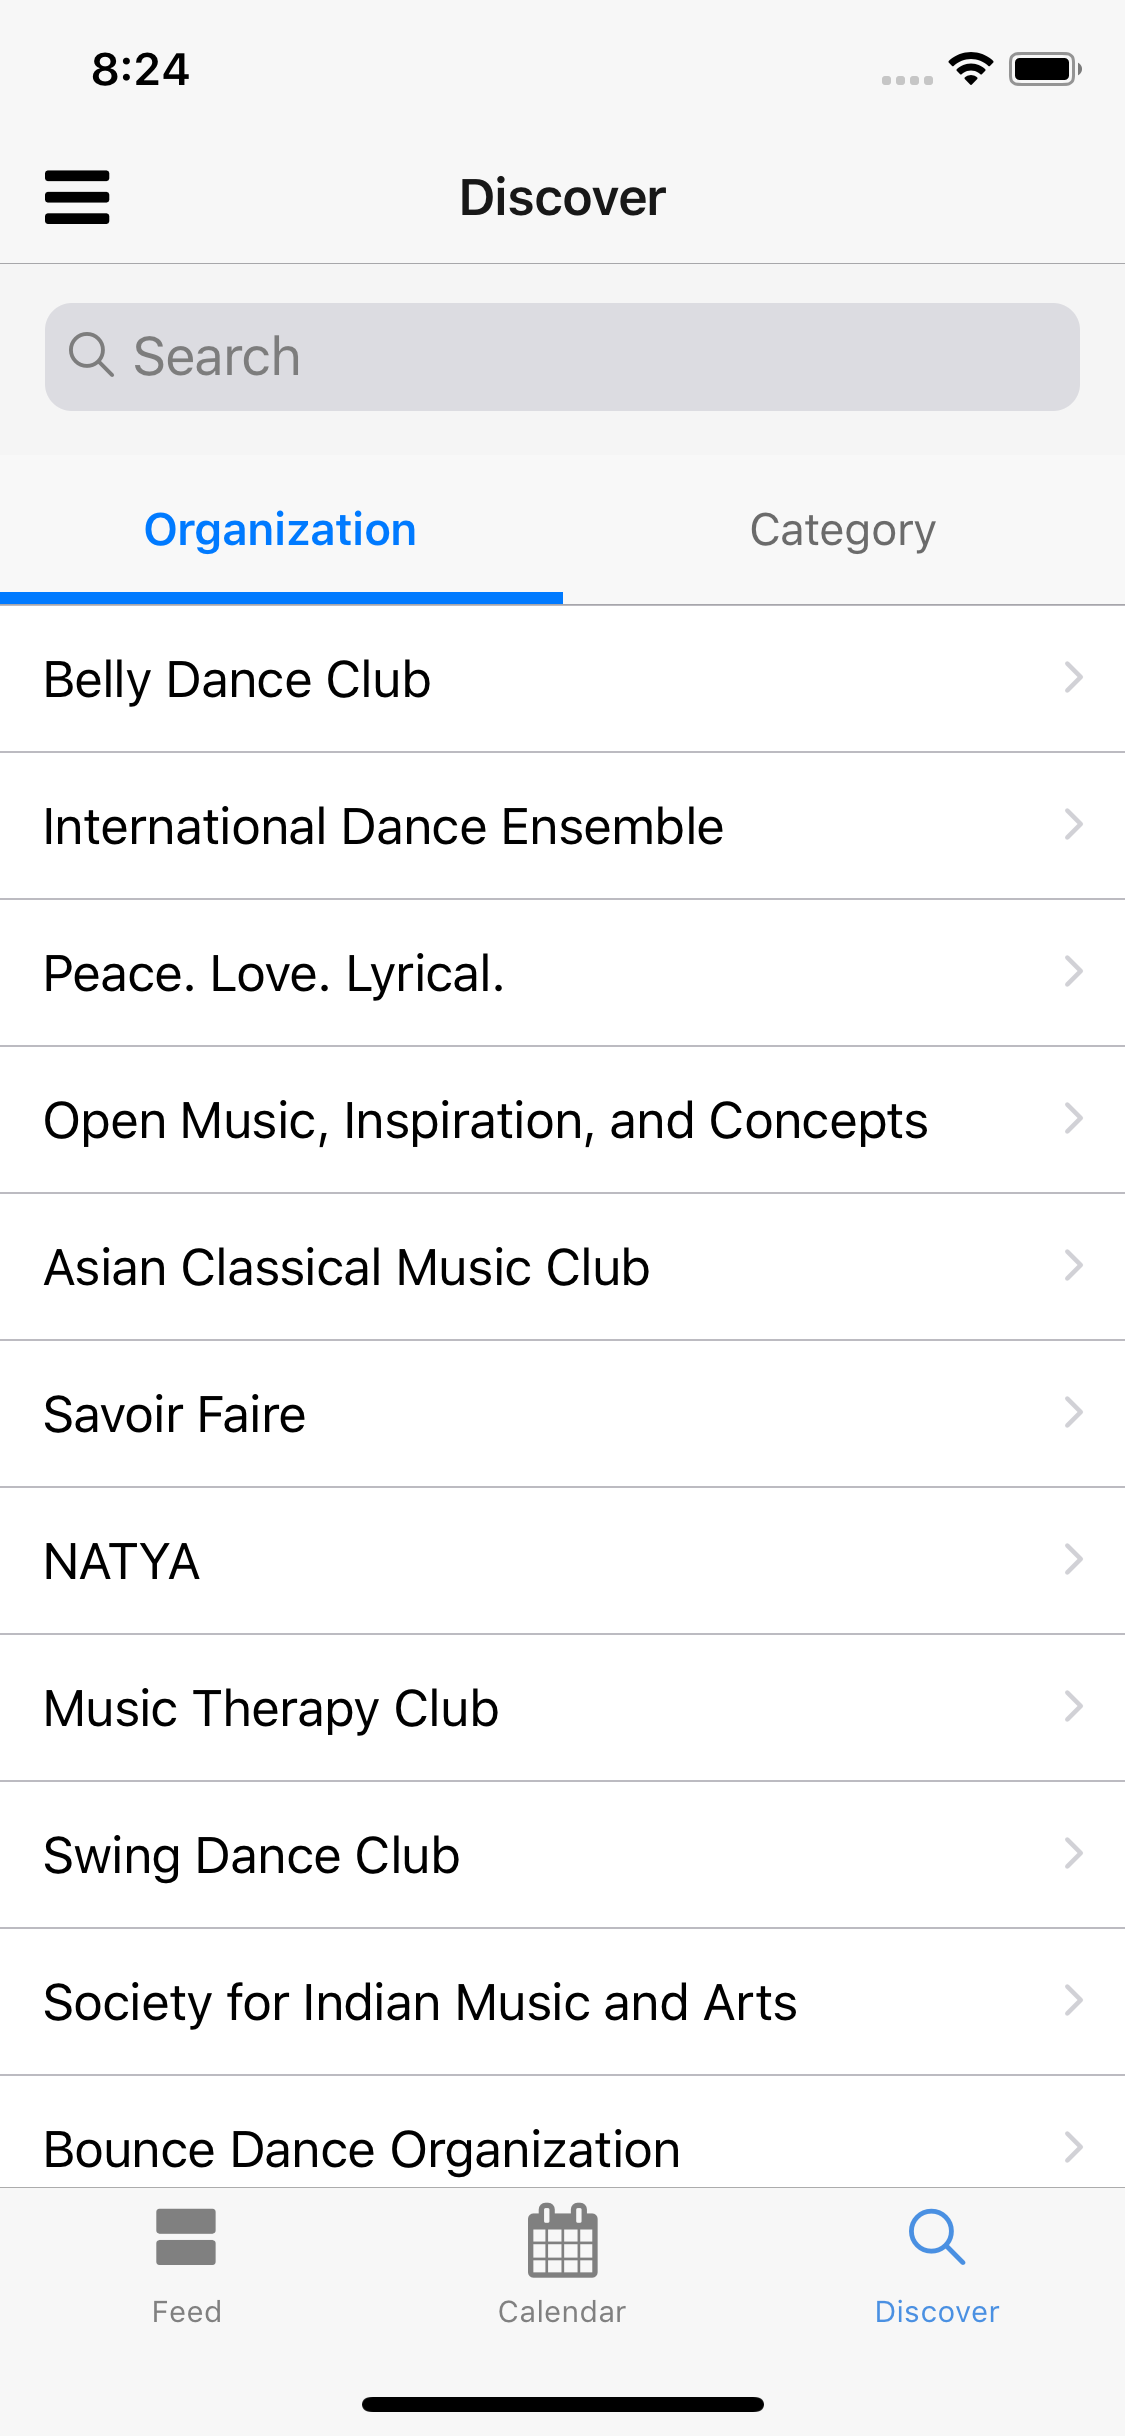 8:24
Discover
Search
Organization
Category
Belly Dance Club
International Dance Ensemble
Peace. Love. Lyrical.
Open Music, Inspiration, and Concepts
Asian Classical Music Club
Savoir Faire
NATYA
Music Therapy Club
Swing Dance Club
Society for Indian Music and Arts
Bounce Dance Organization
Feed
Calendar
Discover